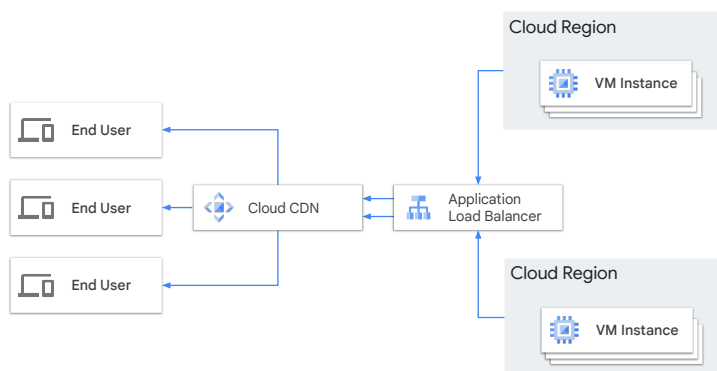 Cloud Region
VM Instance
End User
End User
Cloud CDN
Application
Load Balancer
End User
Cloud Region
VM Instance